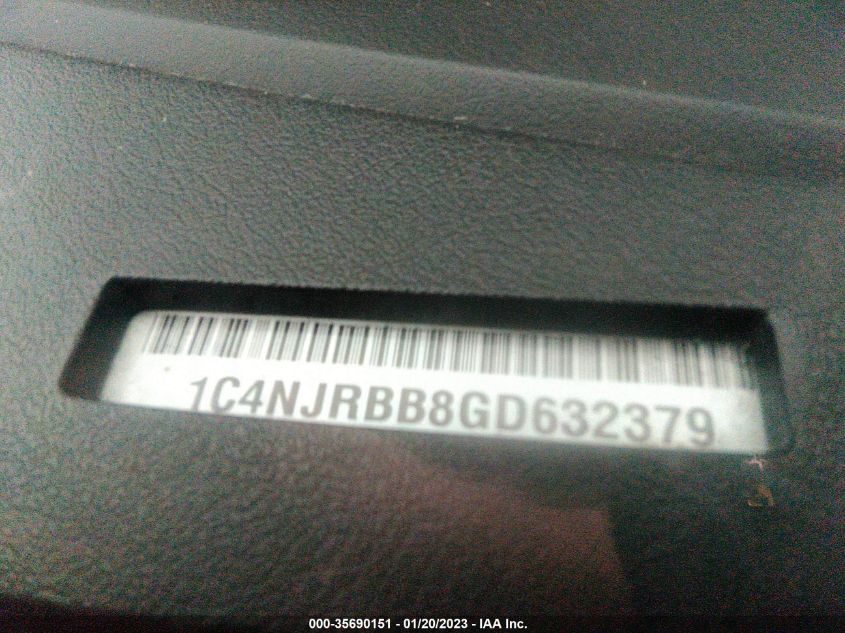 1C4NJRBB8GD632379
000-35690151 - 01/20/2023 - IAA Inc.